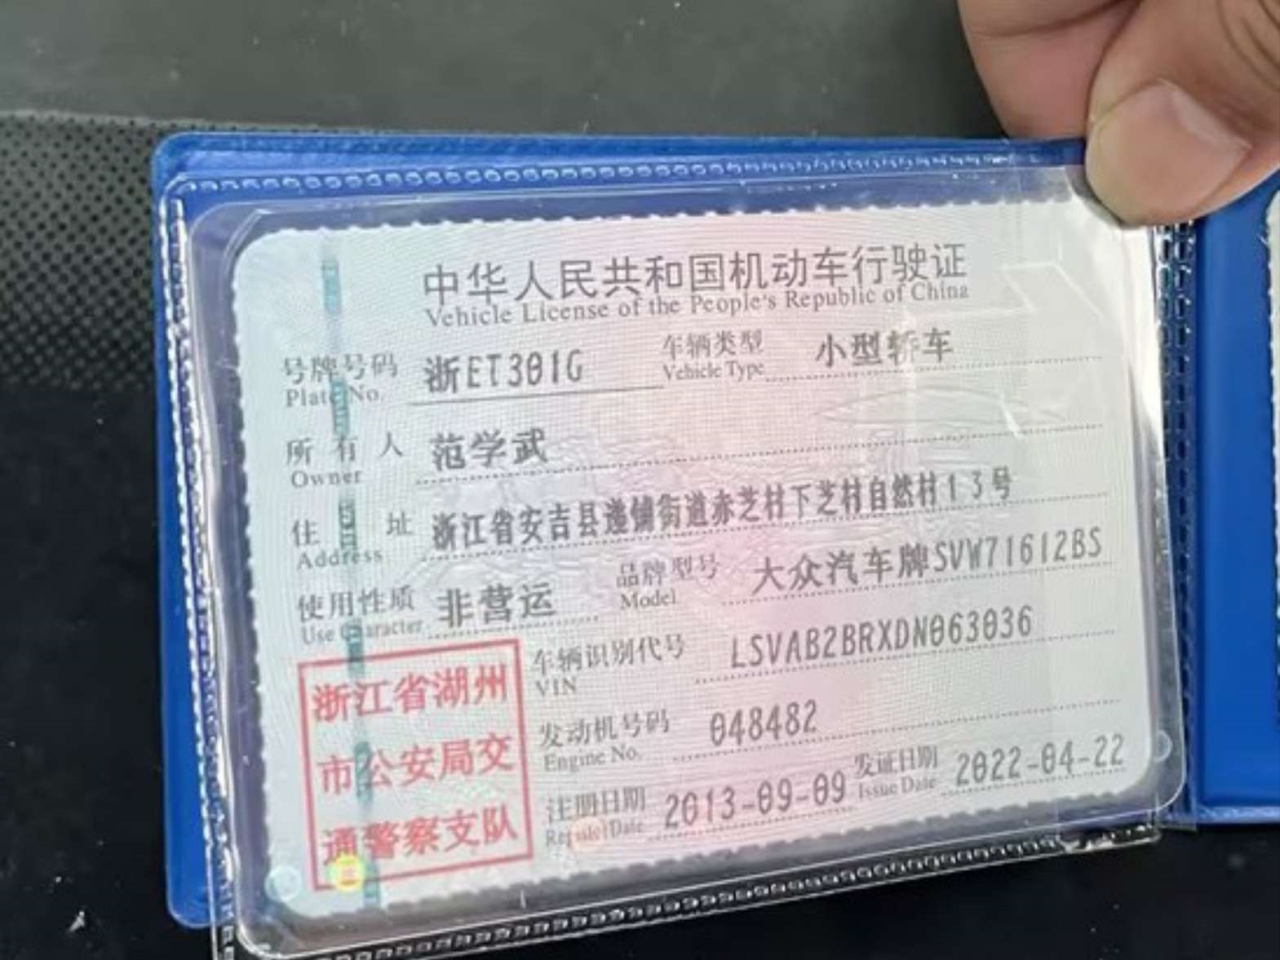 中华人民共和国机动车行驶证
Vehicle License of the People's Republic of China
号牌号码 浙ET301G 车辆类型 小型轿车
Plate No. Vehicle Type
所有人 范学武
Owner
住址 浙江省安吉县递铺街道赤芝村下芝村自然村13号
Address
使用性质 非营运 品牌型号 大众汽车牌SVW71612BS
Use Character Model
车辆识别代号 LSVAB2BRXDN063036
VIN
发动机号码 048482
Engine No.
注册日期 2013-09-09 发证日期 2022-04-22
Register Date Issue Date
浙江省湖州
市公安局交
通警察支队